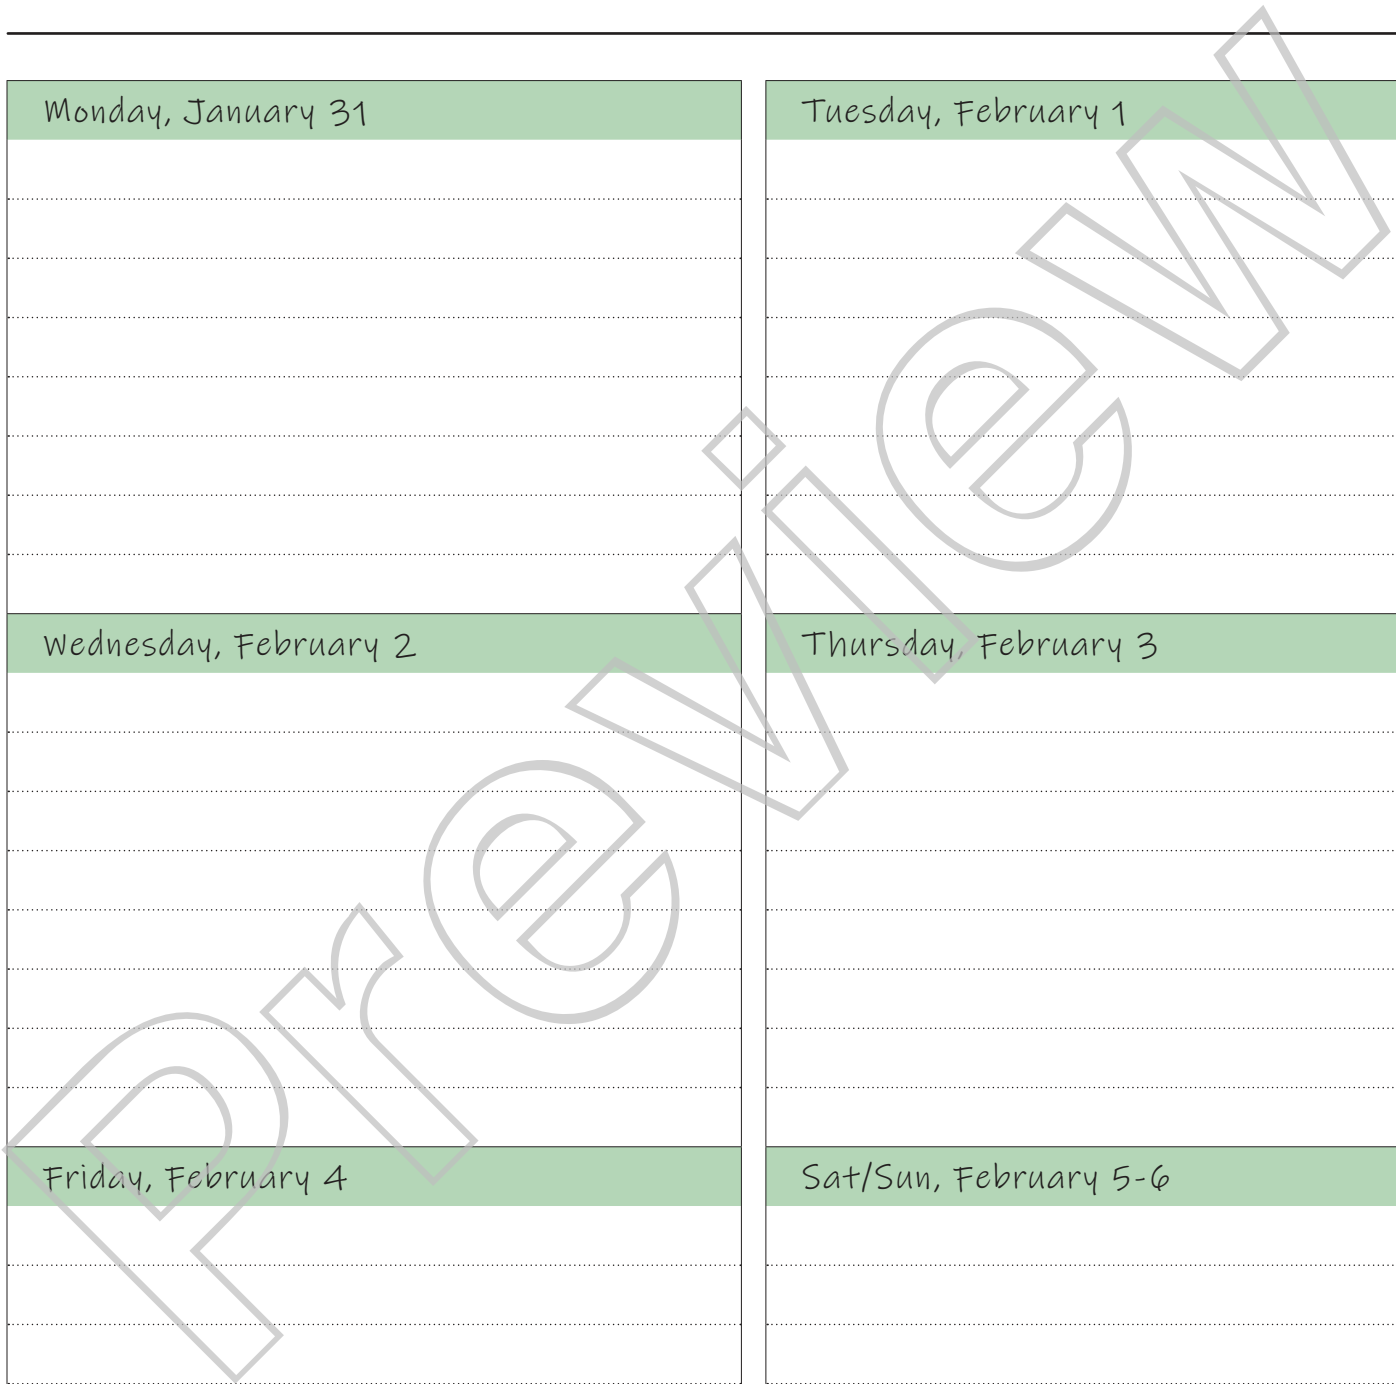 Monday, January 31
Tuesday, February 1
Wednesday, February 2
Thursday, February 3
Friday, February 4
Sat/Sun, February 5-6
Preview